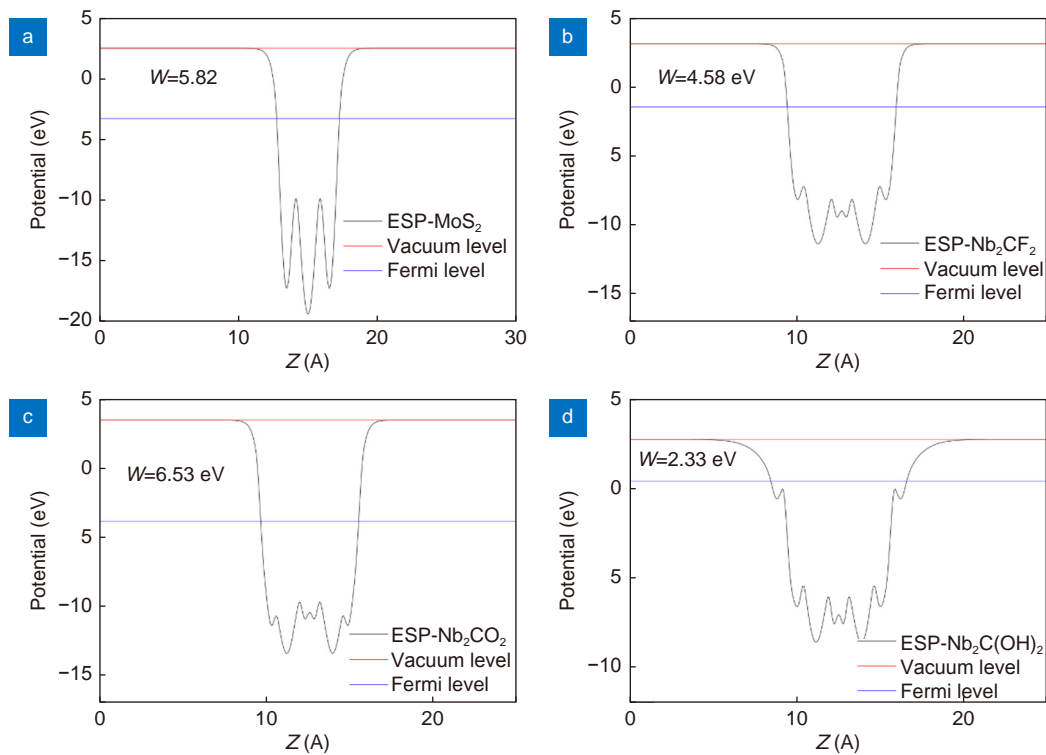 a
5
0
5
−10
−15
−20
Potential (eV)
W=5.82
ESP-MoS₂
Vacuum level
Fermi level
0
10
20
30
Z (A)
b
5
0
5
−10
−15
Potential (eV)
W=4.58 eV
ESP-Nb₂CF₂
Vacuum level
Fermi level
0
10
20
Z (A)
c
5
0
5
−10
−15
Potential (eV)
W=6.53 eV
ESP-Nb₂CO₂
Vacuum level
Fermi level
0
10
20
Z (A)
d
5
0
5
−10
Potential (eV)
W=2.33 eV
ESP-Nb₂C(OH)₂
Vacuum level
Fermi level
0
10
20
Z (A)